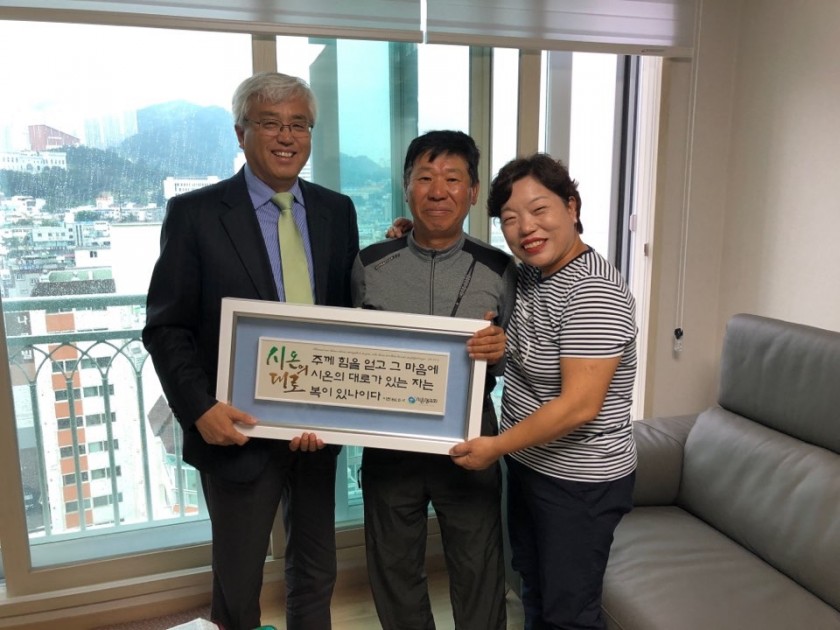 시온의
대로
주께 힘을 얻고 그 마음에
시온의 대로가 있는 자는
복이 있나이다